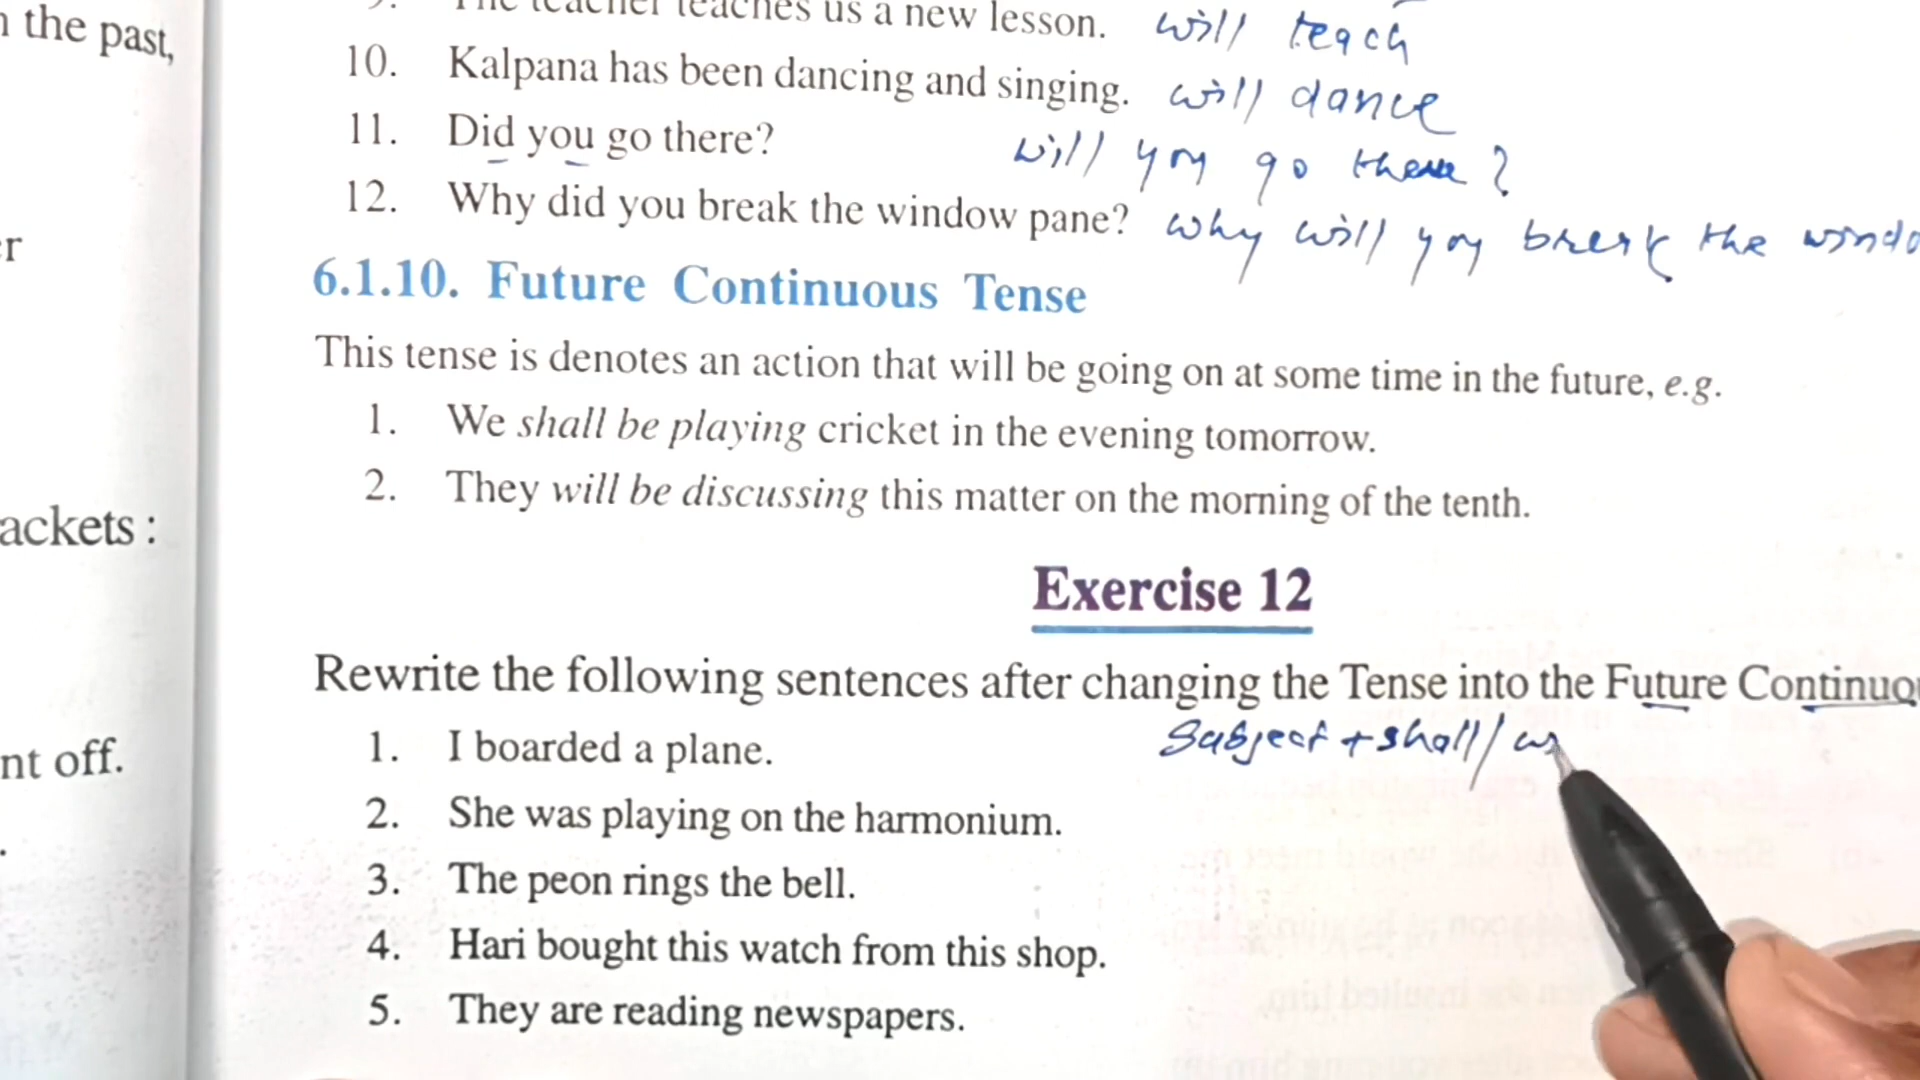 n the past,
er
ackets :
nt off.
9. The teacher teaches us a new lesson. will teach
10. Kalpana has been dancing and singing. will dance
11. Did you go there? will you go there ?
12. Why did you break the window pane? why will you break the windo
6.1.10. Future Continuous Tense
This tense is denotes an action that will be going on at some time in the future, e.g.
1. We shall be playing cricket in the evening tomorrow.
2. They will be discussing this matter on the morning of the tenth.
Exercise 12
Rewrite the following sentences after changing the Tense into the Future Continuou
Subject + shall / w
1. I boarded a plane.
2. She was playing on the harmonium.
3. The peon rings the bell.
4. Hari bought this watch from this shop.
5. They are reading newspapers.